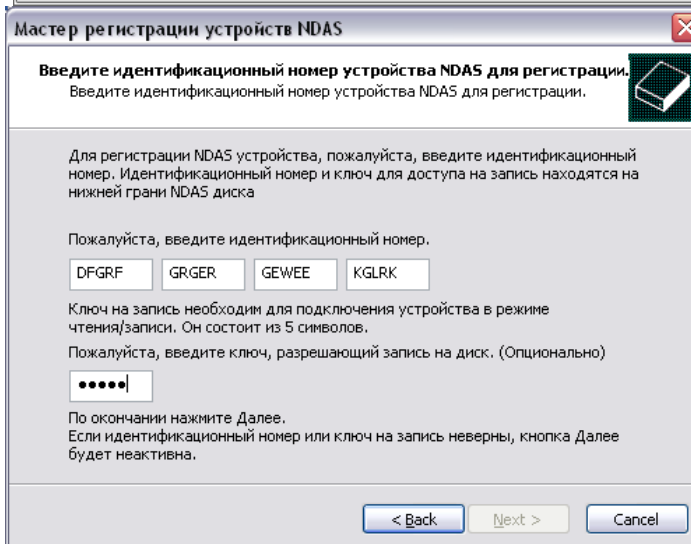 Мастер регистрации устройств NDAS
Введите идентификационный номер устройства NDAS для регистрации.
Введите идентификационный номер устройства NDAS для регистрации.
Для регистрации NDAS устройства, пожалуйста, введите идентификационный
номер. Идентификационный номер и ключ для доступа на запись находятся на
нижней грани NDAS диска
Пожалуйста, введите идентификационный номер.
DFGRF GRGER GEWEE KGLRK
Ключ на запись необходим для подключения устройства в режиме
чтения/записи. Он состоит из 5 символов.
Пожалуйста, введите ключ, разрешающий запись на диск. (Опционально)
●●●●●
По окончании нажмите Далее.
Если идентификационный номер или ключ на запись неверны, кнопка Далее
будет неактивна.
< Back Next > Cancel